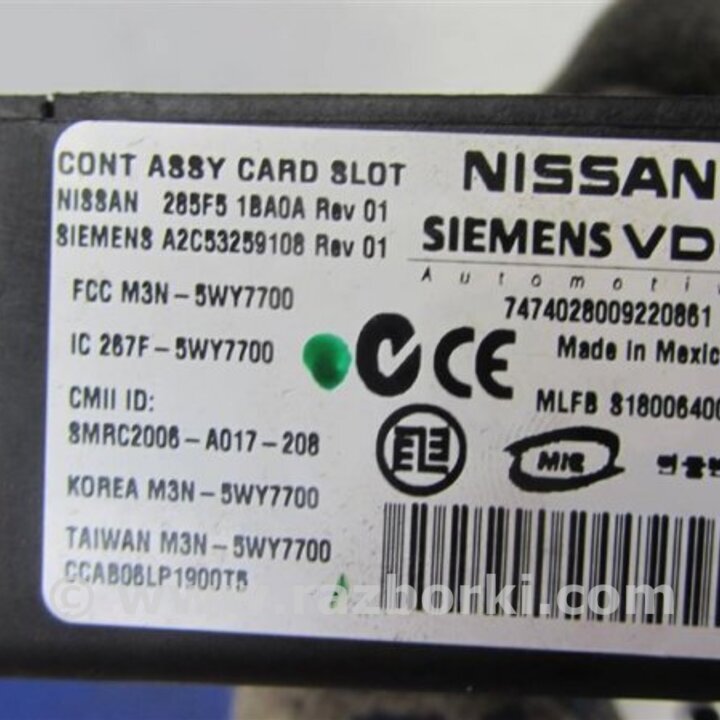 CONT ASSY CARD SLOT
NISSAN 285F5 1BA0A Rev 01
SIEMENS A2C53259108 Rev 01
FCC M3N-5WY7700
IC 267F-5WY7700
CMII ID:
SMRC2006-A017-208
KOREA M3N-5WY7700
TAIWAN M3N-5WY7700
CCAB06LP1900T5
NISSAN
SIEMENS VD
Automoti
7474028009220861
Made in Mexic
CE
MLFB S18006400
MIC
© www.razborki.com